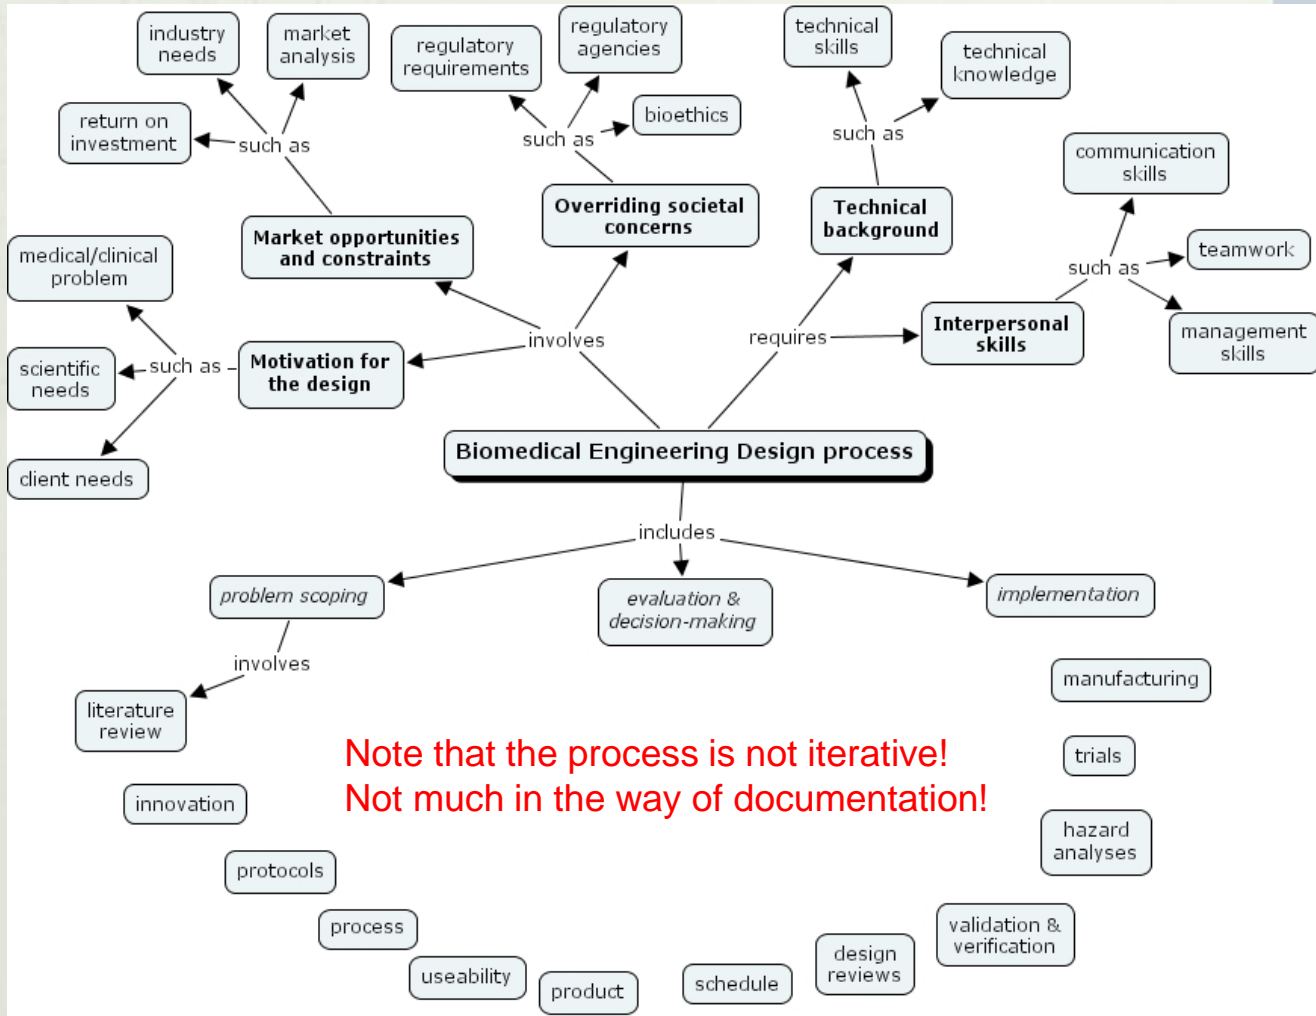 industry
needs
market
analysis
regulatory
requirements
regulatory
agencies
technical
skills
technical
knowledge
return on
investment
such as
such as
bioethics
such as
communication
skills
Market opportunities
and constraints
Overriding societal
concerns
Technical
background
teamwork
medical/clinical
problem
such as
management
skills
scientific
needs
such as
Motivation for
the design
involves
requires
Interpersonal
skills
client needs
Biomedical Engineering Design process
includes
problem scoping
evaluation &
decision-making
implementation
involves
literature
review
manufacturing
Note that the process is not iterative!
Not much in the way of documentation!
trials
innovation
hazard
analyses
protocols
process
validation &
verification
useability
product
schedule
design
reviews